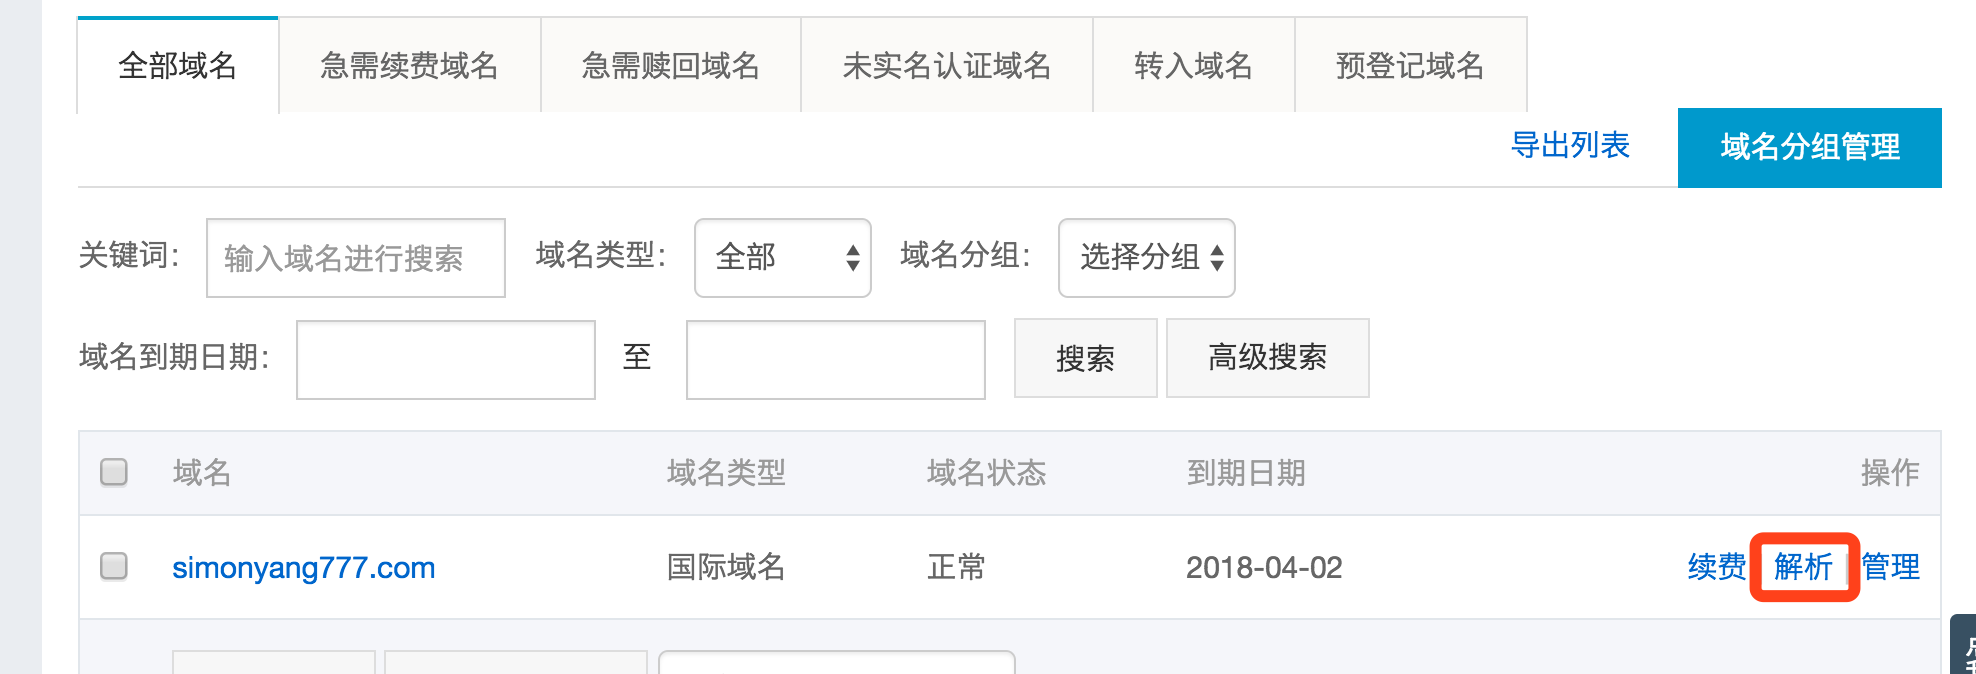 全部域名 急需续费域名 急需赎回域名 未实名认证域名 转入域名 预登记域名
导出列表 域名分组管理
关键词： 输入域名进行搜索 域名类型： 全部 域名分组： 选择分组
域名到期日期： 至 搜索 高级搜索
域名 域名类型 域名状态 到期日期 操作
simonyang777.com 国际域名 正常 2018-04-02 续费 解析 管理